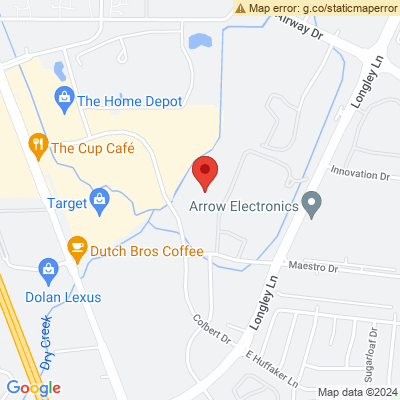 Map error: g.co/staticmaperror
Airway Dr
Longley Ln
The Home Depot
The Cup Café
Innovation Dr
Target
Arrow Electronics
Dutch Bros Coffee
Maestro Dr
Dolan Lexus
Longley Ln
Dry Creek
Colbert Dr
E Huffaker Ln
Sugarloaf Dr
Google
Map data ©2024